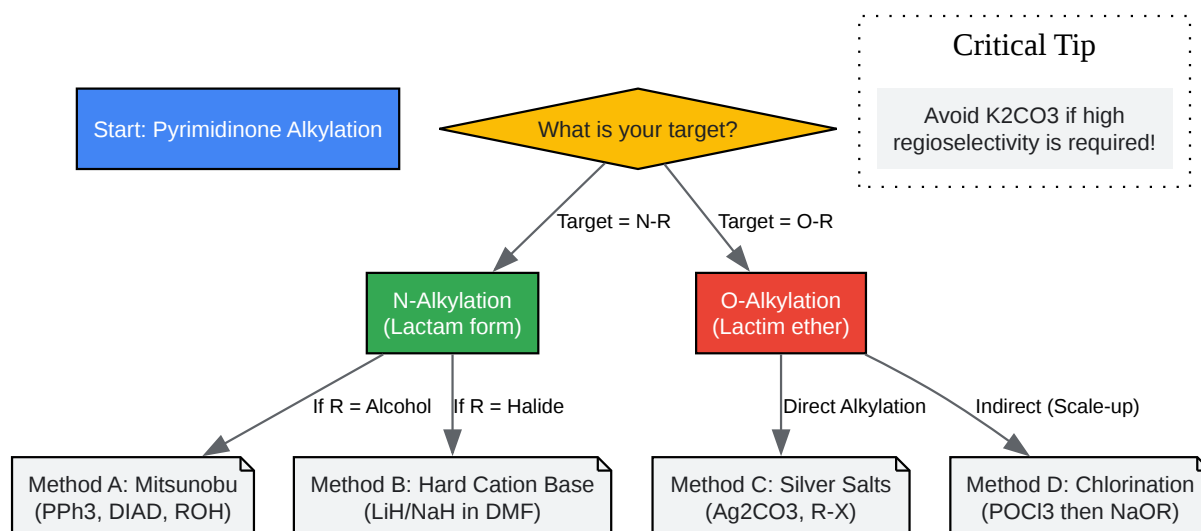 Critical Tip
Start: Pyrimidinone Alkylation
What is your target?
Avoid K2CO3 if high
regioselectivity is required!
Target = N-R
Target = O-R
N-Alkylation
(Lactam form)
O-Alkylation
(Lactim ether)
If R = Alcohol
If R = Halide
Direct Alkylation
Indirect (Scale-up)
Method A: Mitsunobu
(PPh3, DIAD, ROH)
Method B: Hard Cation Base
(LiH/NaH in DMF)
Method C: Silver Salts
(Ag2CO3, R-X)
Method D: Chlorination
(POCl3 then NaOR)